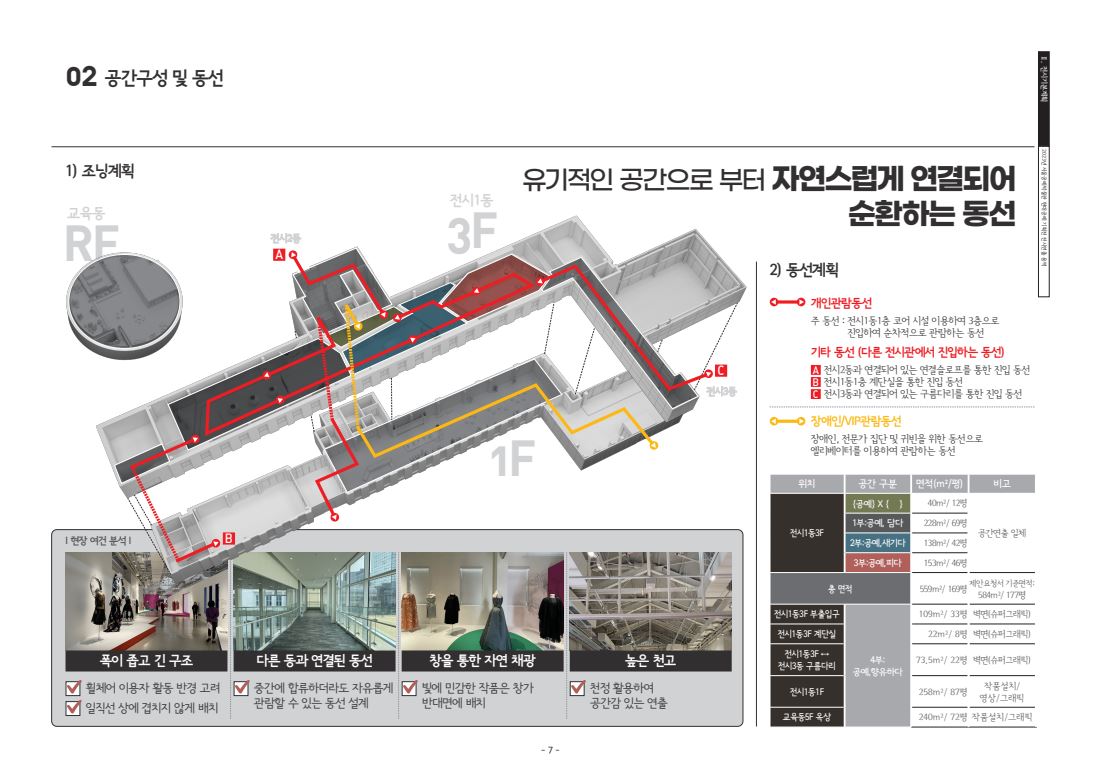 02 공간구성 및 동선
Ⅱ. 전시기본계획
1) 조닝계획
유기적인 공간으로 부터 자연스럽게 연결되어
순환하는 동선
교육동
RF
전시1동
3F
전시2동
A
C
전시3동
1F
B
2) 동선계획
개인관람동선
주 동선 : 전시1동1층 코어 시설 이용하여 3층으로
진입하여 순차적으로 관람하는 동선
기타 동선 (다른 전시관에서 진입하는 동선)
A 전시2동과 연결되어 있는 연결슬로프를 통한 진입 동선
B 전시1동1층 계단실을 통한 진입 동선
C 전시3동과 연결되어 있는 구름다리를 통한 진입 동선
장애인/VIP관람동선
장애인, 전문가 집단 및 귀빈을 위한 동선으로
엘리베이터를 이용하여 관람하는 동선
위치 공간 구분 면적(m²/평) 비고
전시1동3F {공예} X { } 40m²/ 12평 공간연출 일체
1부:공예, 담다 228m²/ 69평
2부:공예,새기다 138m²/ 42평
3부:공예,피다 153m²/ 46평
총 면적 559m²/ 169평 제안요청서 기준면적:
584m²/ 177평
전시1동3F 부출입구 4부:
공예,향유하다 109m²/ 33평 벽면(슈퍼그래픽)
전시1동3F 계단실 22m²/ 8평 벽면(슈퍼그래픽)
전시1동3F ↔
전시3동 구름다리 73,5m²/ 22평 벽면(슈퍼그래픽)
전시1동1F 258m²/ 87평 작품설치/
영상/그래픽
교육동5F 옥상 240m²/ 72평 작품설치/그래픽
I 현장 여건 분석 I
폭이 좁고 긴 구조
휠체어 이용자 활동 반경 고려
일직선 상에 겹치지 않게 배치
다른 동과 연결된 동선
중간에 합류하더라도 자유롭게
관람할 수 있는 동선 설계
창을 통한 자연 채광
빛에 민감한 작품은 창가
반대면에 배치
높은 천고
천정 활용하여
공간감 있는 연출
- 7 -